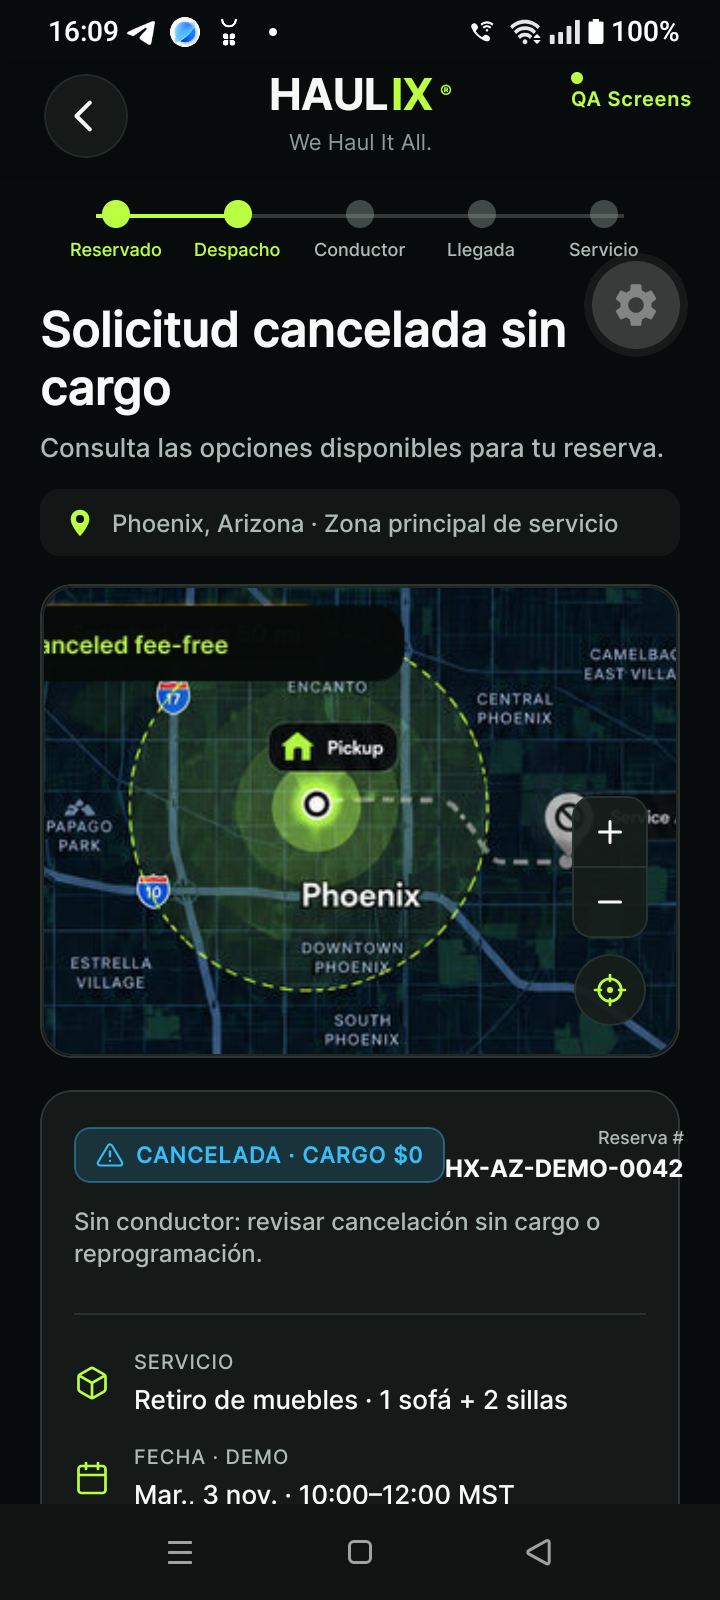 16:09
100%
HAULIX®
We Haul It All.
QA Screens
Reservado Despacho Conductor Llegada Servicio
Solicitud cancelada sin
cargo
Consulta las opciones disponibles para tu reserva.
Phoenix, Arizona · Zona principal de servicio
anceled fee-free
17
ENCANTO
CAMELBAC
EAST VILLA
CENTRAL
PHOENIX
Pickup
PAPAGO
PARK
+
10
Phoenix
−
DOWNTOWN
PHOENIX
ESTRELLA
VILLAGE
SOUTH
PHOENIX
CANCELADA · CARGO $0
Reserva #
HX-AZ-DEMO-0042
Sin conductor: revisar cancelación sin cargo o
reprogramación.
SERVICIO
Retiro de muebles · 1 sofá + 2 sillas
FECHA · DEMO
Mar., 3 nov. · 10:00–12:00 MST